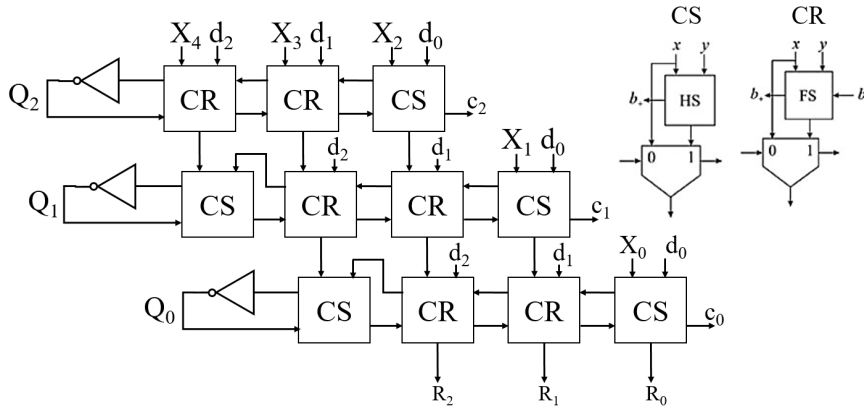 CS CR
X₄ d₂ X₃ d₁ X₂ d₀ x y x y
Q₂ CR CR CS c₂ b₊ HS b₊ FS b
0 1 0 1
d₂ d₁ X₁ d₀
Q₁ CS CR CR CS c₁
d₂ d₁ X₀ d₀
Q₀ CS CR CR CS c₀
R₂ R₁ R₀